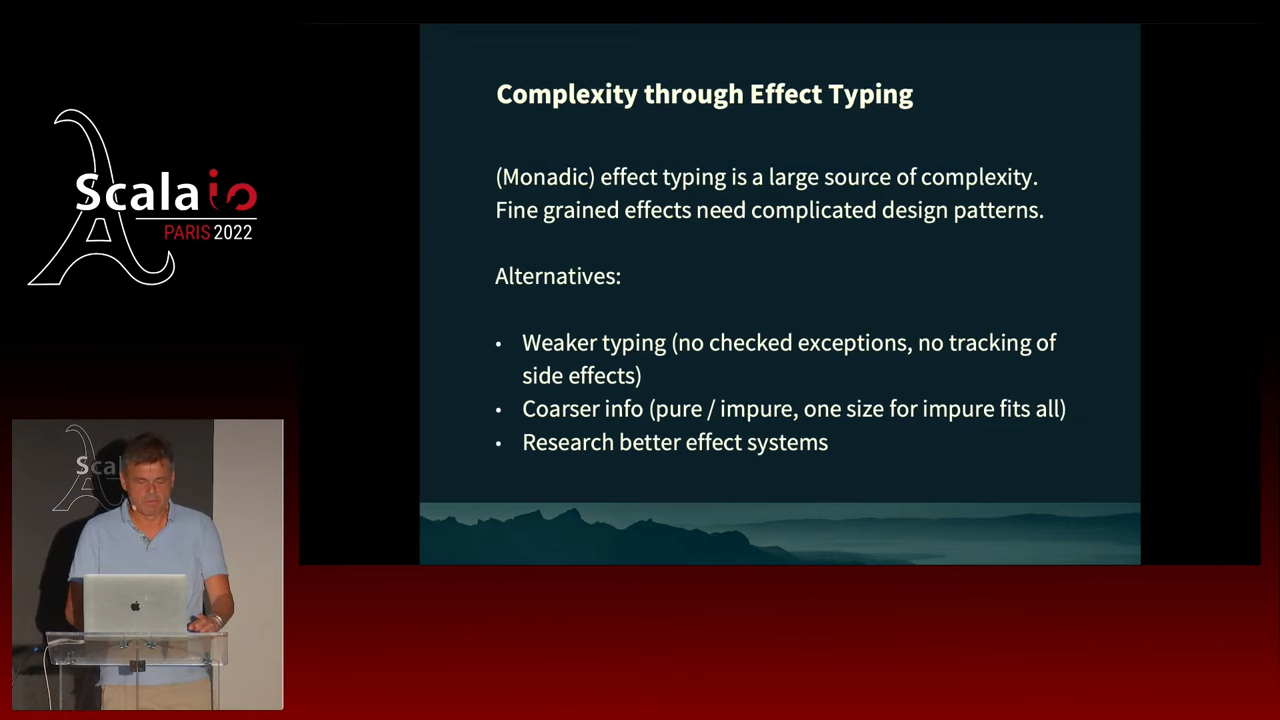 Scalaio
PARIS 2022
Complexity through Effect Typing
(Monadic) effect typing is a large source of complexity.
Fine grained effects need complicated design patterns.
Alternatives:
• Weaker typing (no checked exceptions, no tracking of
side effects)
• Coarser info (pure / impure, one size for impure fits all)
• Research better effect systems
Scal